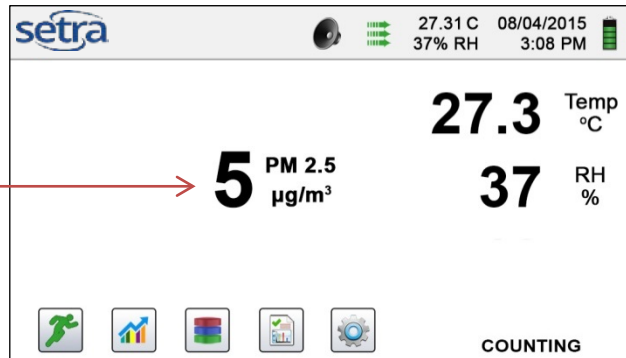 setra
27.31 C 08/04/2015
37% RH 3:08 PM
27.3 Temp
ºC
5 PM 2.5
µg/m³
37 RH
%
COUNTING